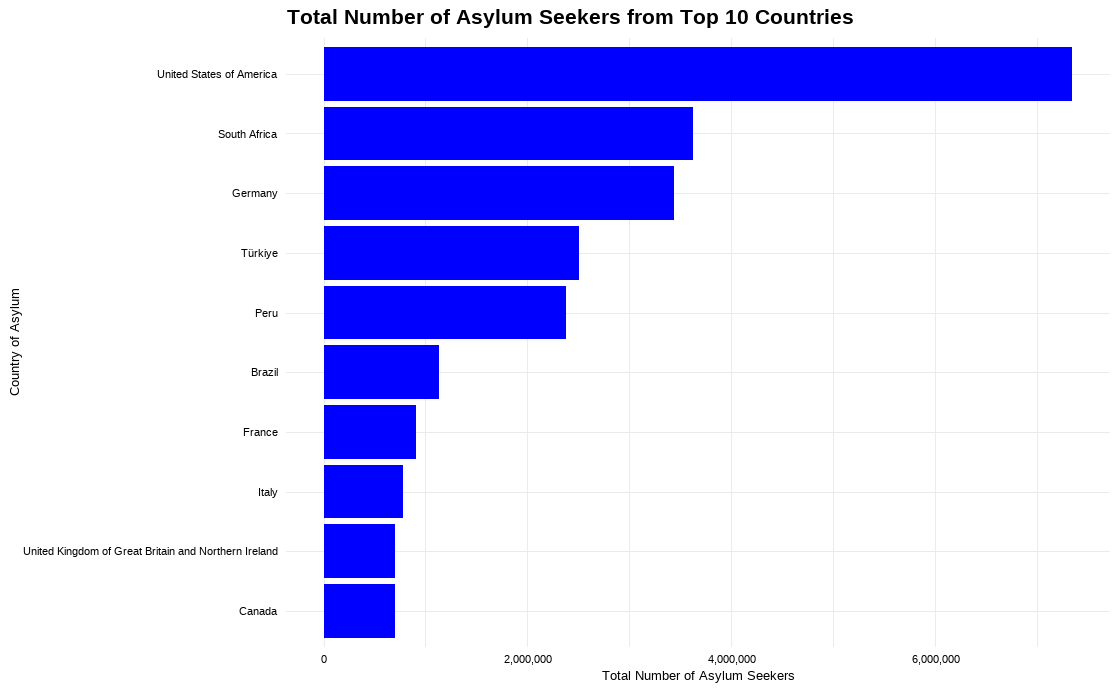 Total Number of Asylum Seekers from Top 10 Countries
Country of Asylum
United States of America
South Africa
Germany
Türkiye
Peru
Brazil
France
Italy
United Kingdom of Great Britain and Northern Ireland
Canada
0 2,000,000 4,000,000 6,000,000
Total Number of Asylum Seekers